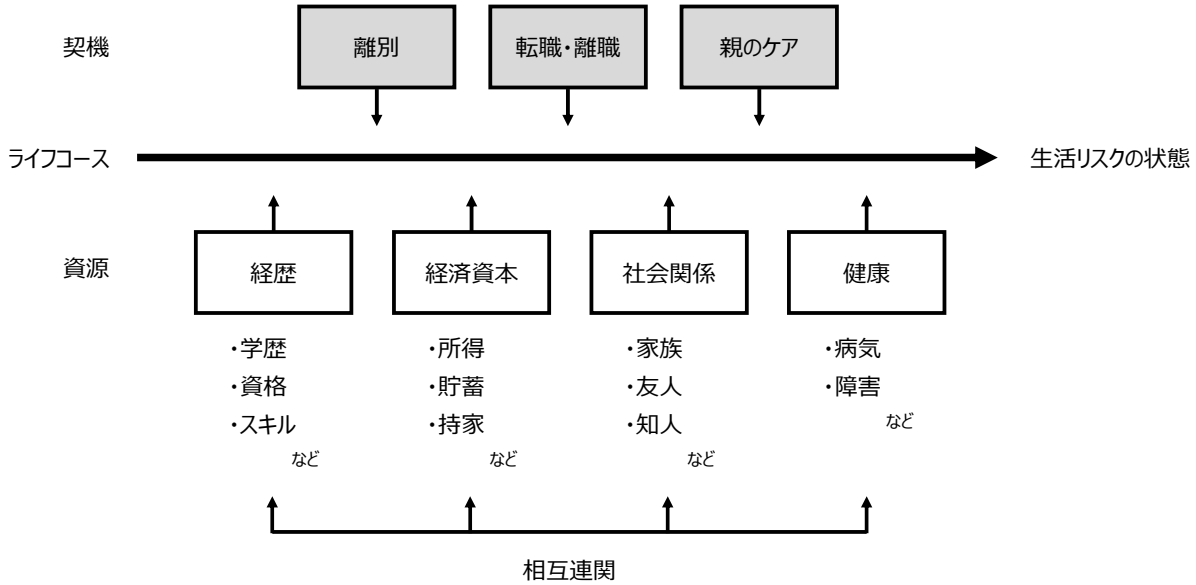 契機
離別
転職・離職
親のケア
ライフコース
生活リスクの状態
資源
経歴
経済資本
社会関係
健康
・学歴
・資格
・スキル
など
・所得
・貯蓄
・持家
など
・家族
・友人
・知人
など
・病気
・障害
など
相互連関